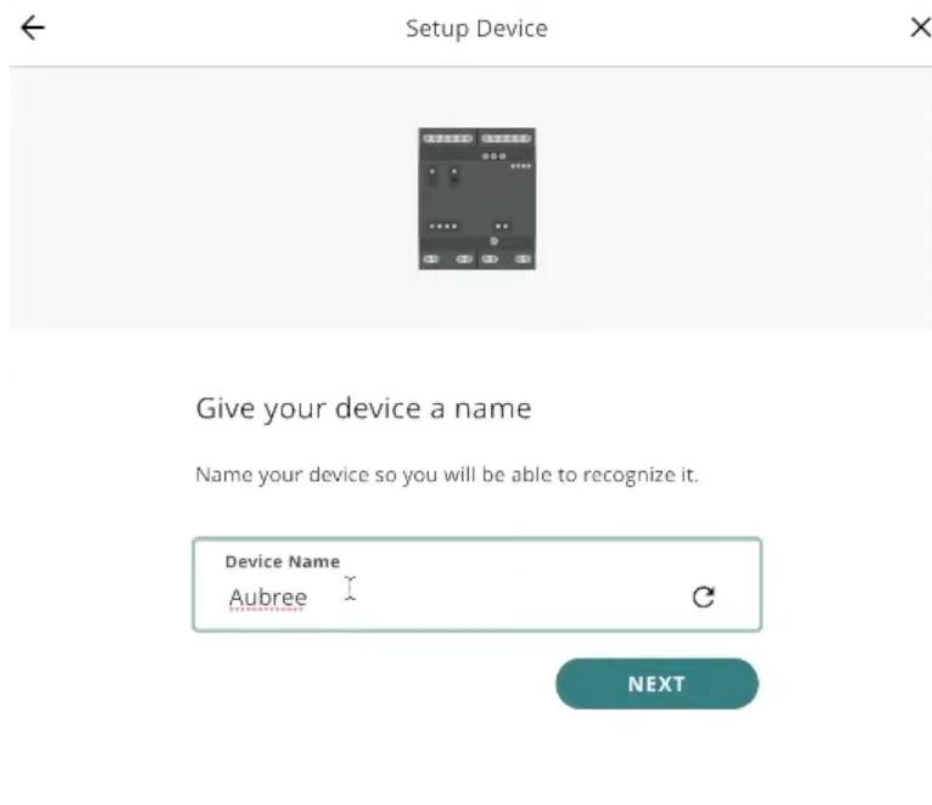 Setup Device
Give your device a name
Name your device so you will be able to recognize it.
Device Name
Aubree
NEXT